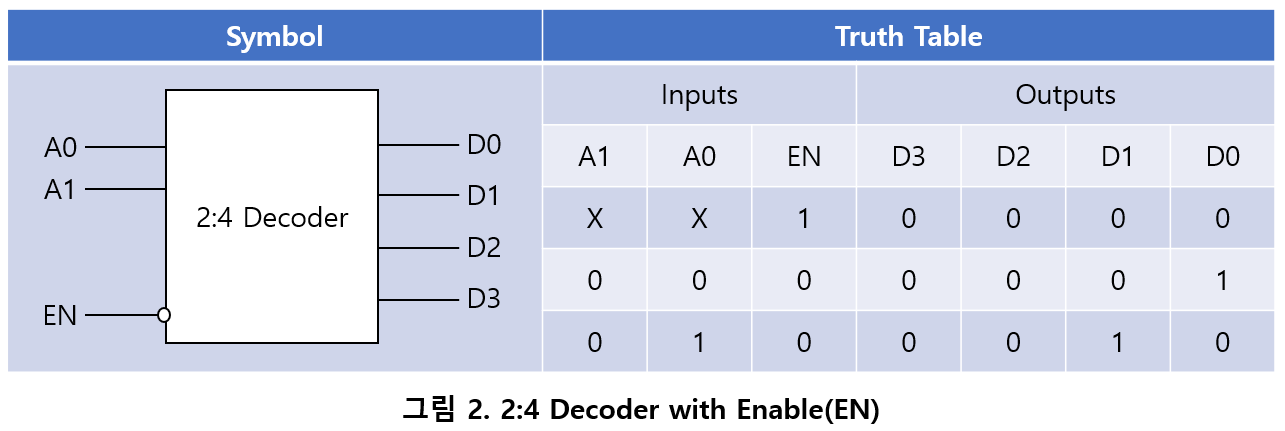 Symbol Truth Table
Inputs Outputs
A1 A0 EN D3 D2 D1 D0
X X 1 0 0 0 0
0 0 0 0 0 0 1
0 1 0 0 0 1 0
A0
A1
EN
2:4 Decoder
D0
D1
D2
D3
그림 2. 2:4 Decoder with Enable(EN)